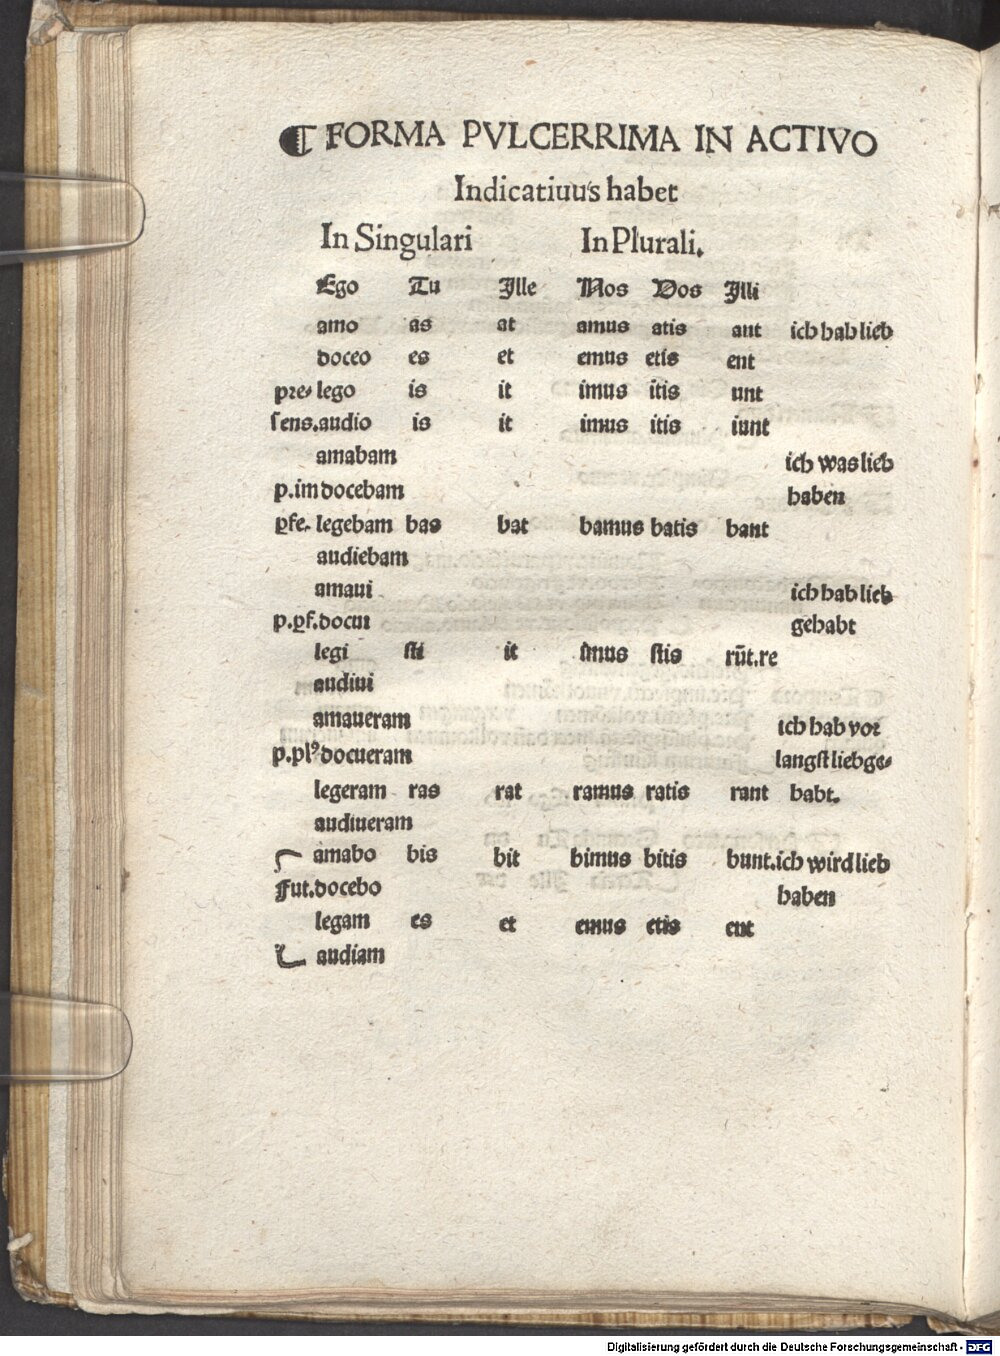 ⸿ FORMA PVLCERRIMA IN ACTIVO
Indicatiuus habet
In Singulari In Plurali.
Ego Tu Ille Nos Vos Illi
amo as at amus atis ant ich hab lieb
doceo es et emus etis ent
pre⸗ lego is it imus itis unt
sens. audio is it imus itis iunt
amabam ich was lieb
p.im docebam haben
ꝑfe. legebam bas bat bamus batis bant
audiebam
amaui ich hab lieb
p.ꝑf. docui gehabt
legi sti it imus stis rūt.re
audiui
amaueram ich hab vor
p.plꝰ docueram langst liebge⸗
legeram ras rat ramus ratis rant habt.
audiueram
amabo bis bit bimus bitis bunt. ich wird lieb
Fut. docebo haben
legam es et emus etis ent
audiam
Digitalisierung gefördert durch die Deutsche Forschungsgemeinschaft - DFG